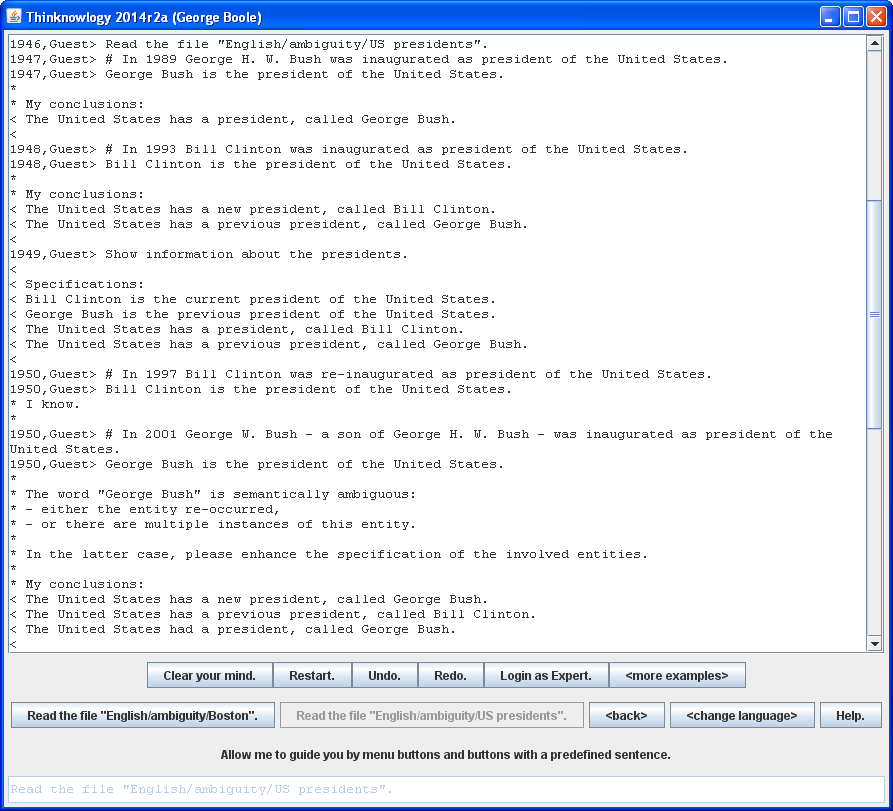 Thinknowlogy 2014r2a (George Boole)
1946,Guest> Read the file "English/ambiguity/US presidents".
1947,Guest> # In 1989 George H. W. Bush was inaugurated as president of the United States.
1947,Guest> George Bush is the president of the United States.
*
* My conclusions:
< The United States has a president, called George Bush.
<
1948,Guest> # In 1993 Bill Clinton was inaugurated as president of the United States.
1948,Guest> Bill Clinton is the president of the United States.
*
* My conclusions:
< The United States has a new president, called Bill Clinton.
< The United States has a previous president, called George Bush.
<
1949,Guest> Show information about the presidents.
<
< Specifications:
< Bill Clinton is the current president of the United States.
< George Bush is the previous president of the United States.
< The United States has a president, called Bill Clinton.
< The United States has a previous president, called George Bush.
<
1950,Guest> # In 1997 Bill Clinton was re-inaugurated as president of the United States.
1950,Guest> Bill Clinton is the president of the United States.
* I know.
*
1950,Guest> # In 2001 George W. Bush - a son of George H. W. Bush - was inaugurated as president of the
United States.
1950,Guest> George Bush is the president of the United States.
*
* The word "George Bush" is semantically ambiguous:
* - either the entity re-occurred,
* - or there are multiple instances of this entity.
*
* In the latter case, please enhance the specification of the involved entities.
*
* My conclusions:
< The United States has a new president, called George Bush.
< The United States has a previous president, called Bill Clinton.
< The United States had a president, called George Bush.
<
Clear your mind. Restart. Undo. Redo. Login as Expert. <more examples>
Read the file "English/ambiguity/Boston". Read the file "English/ambiguity/US presidents". <back> <change language> Help.
Allow me to guide you by menu buttons and buttons with a predefined sentence.
Read the file "English/ambiguity/US presidents".